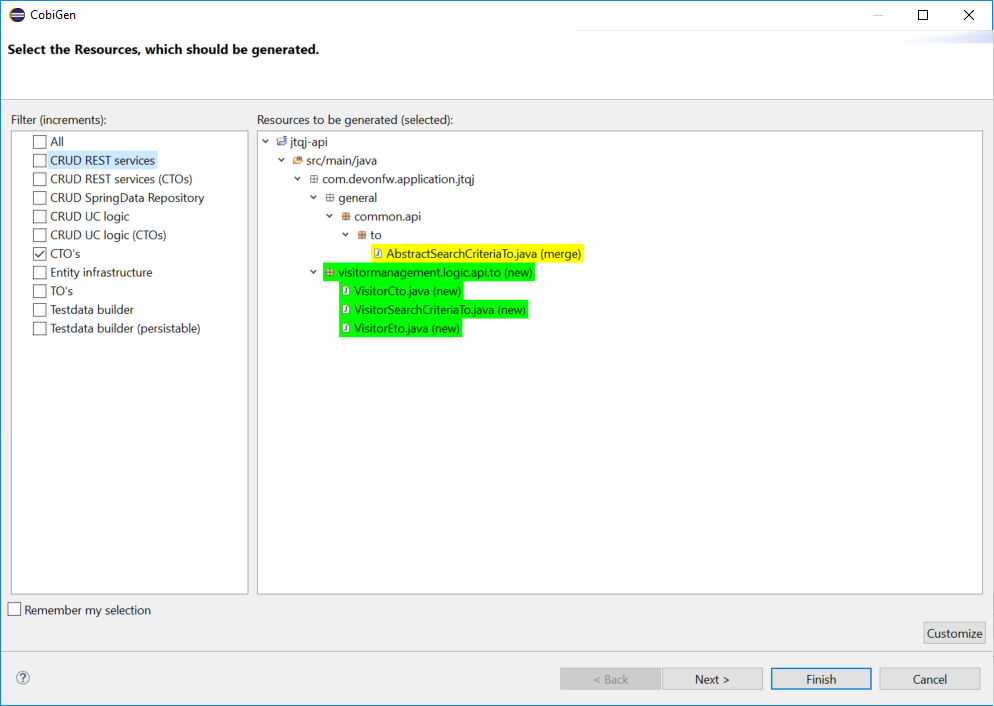 CobiGen
Select the Resources, which should be generated.
Filter (increments):
All
CRUD REST services
CRUD REST services (CTOs)
CRUD SpringData Repository
CRUD UC logic
CRUD UC logic (CTOs)
CTO's
Entity infrastructure
TO's
Testdata builder
Testdata builder (persistable)
Resources to be generated (selected):
jtqj-api
src/main/java
com.devonfw.application.jtqj
general
common.api
to
AbstractSearchCriteriaTo.java (merge)
visitormanagement.logic.api.to (new)
VisitorCto.java (new)
VisitorSearchCriteriaTo.java (new)
VisitorEto.java (new)
Remember my selection
Customize
?
< Back
Next >
Finish
Cancel